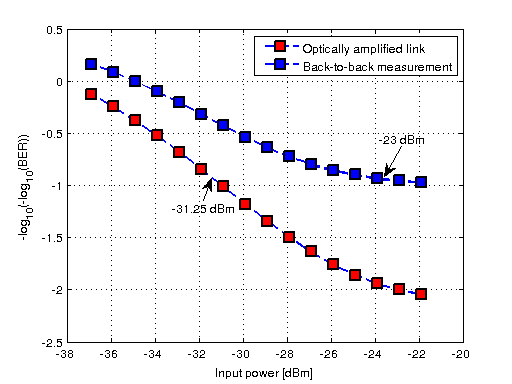 0.5
0
-0.5
-1
-1.5
-2
-2.5
-38
-36
-34
-32
-30
-28
-26
-24
-22
-20
Input power [dBm]
-log10(-log10(BER))
Optically amplified link
Back-to-back measurement
-23 dBm
-31.25 dBm